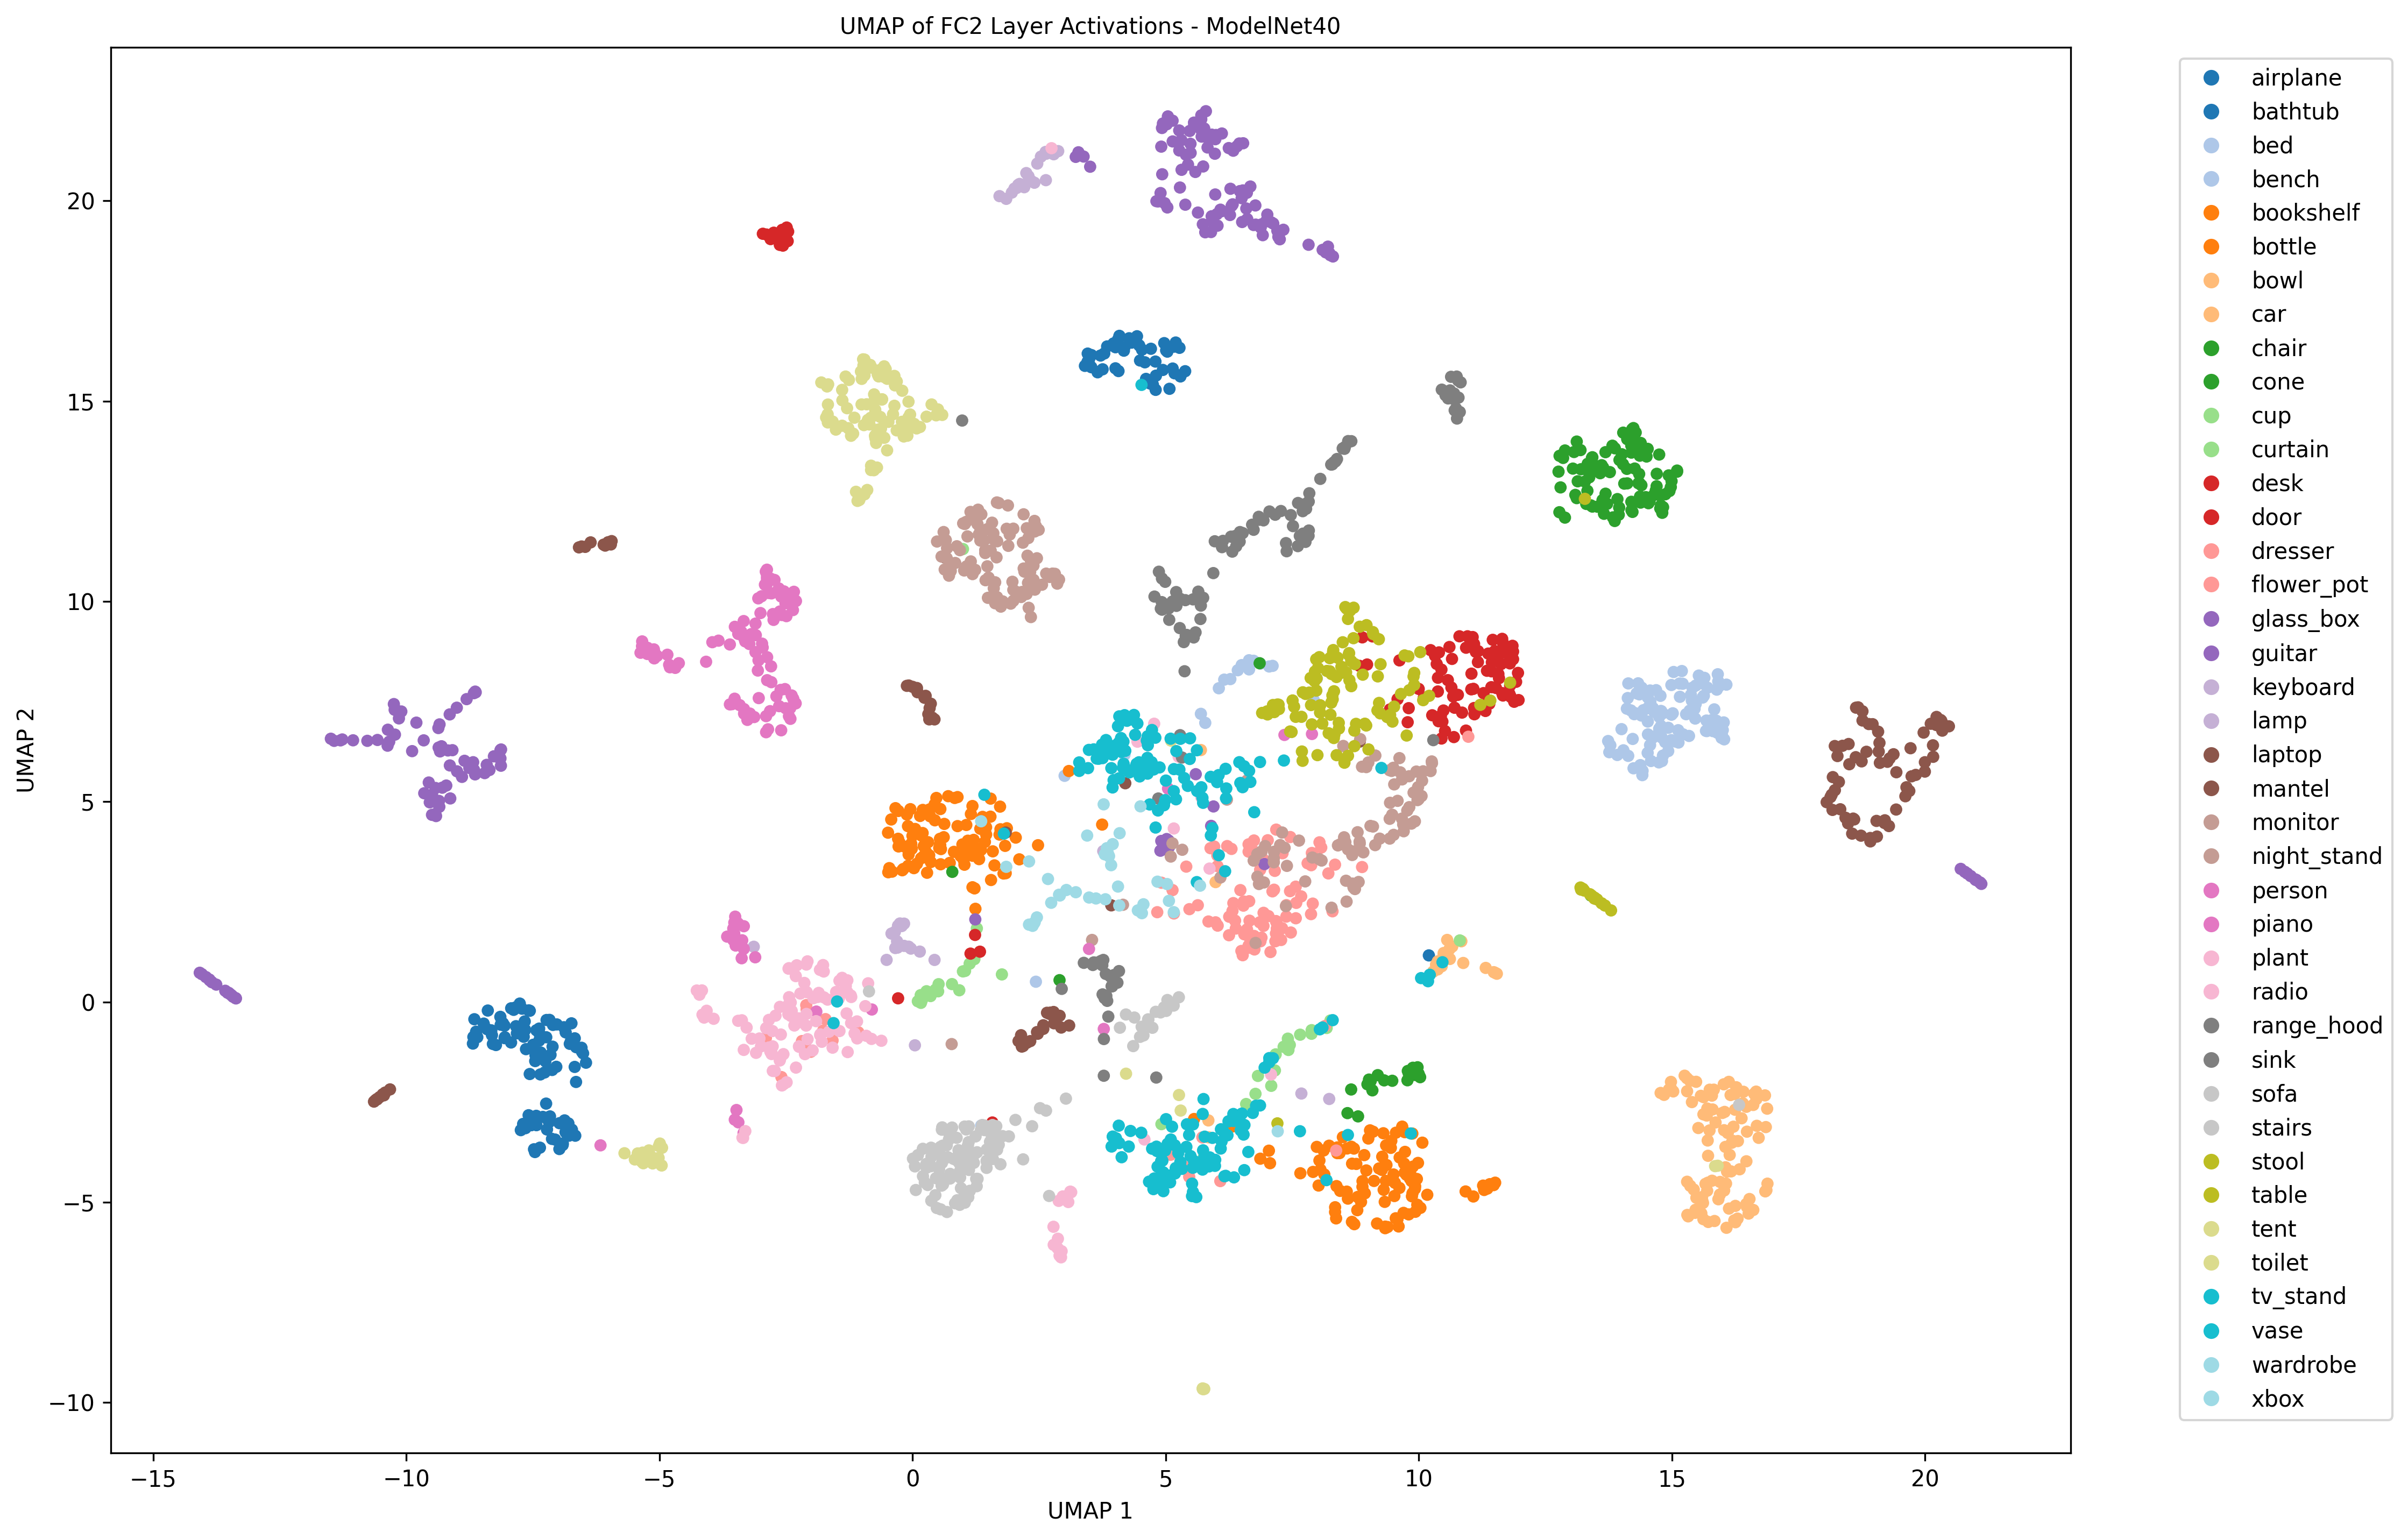 UMAP of FC2 Layer Activations - ModelNet40
UMAP 2
20
15
10
5
0
−5
−10
−15
−10
−5
0
5
10
15
20
UMAP 1
airplane
bathtub
bed
bench
bookshelf
bottle
bowl
car
chair
cone
cup
curtain
desk
door
dresser
flower_pot
glass_box
guitar
keyboard
lamp
laptop
mantel
monitor
night_stand
person
piano
plant
radio
range_hood
sink
sofa
stairs
stool
table
tent
toilet
tv_stand
vase
wardrobe
xbox